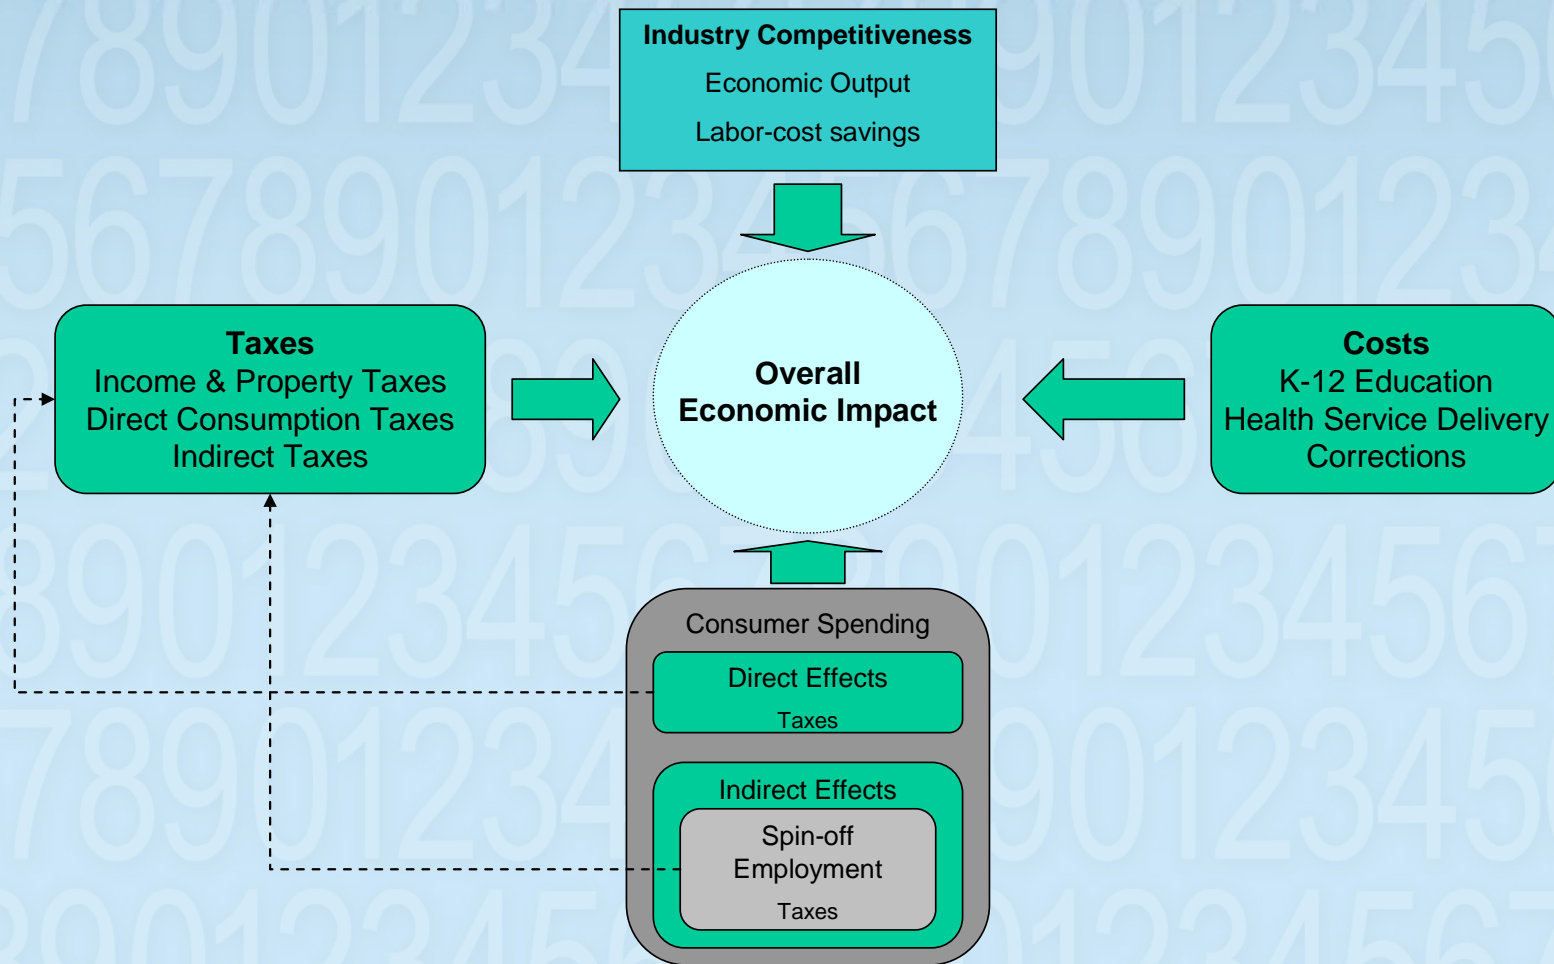 Industry Competitiveness
Economic Output
Labor-cost savings
Taxes
Income & Property Taxes
Direct Consumption Taxes
Indirect Taxes
Overall
Economic Impact
Costs
K-12 Education
Health Service Delivery
Corrections
Consumer Spending
Direct Effects
Taxes
Indirect Effects
Spin-off
Employment
Taxes